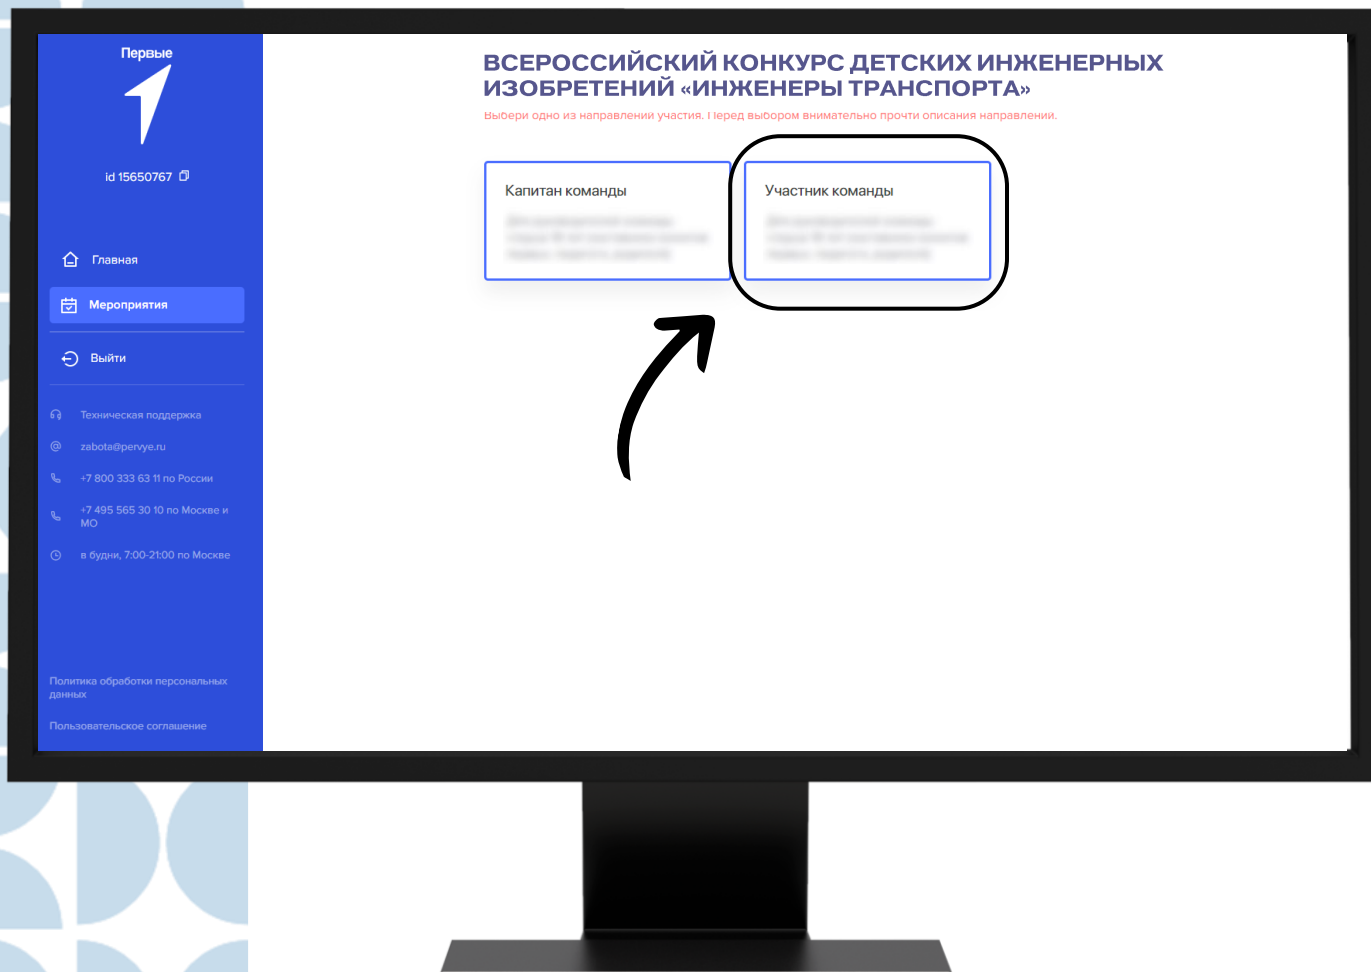 Первые
id 15650767
Главная
Мероприятия
Выйти
Техническая поддержка
zabota@pervye.ru
+7 800 333 63 11 по России
+7 495 565 30 10 по Москве и
МО
в будни, 7:00-21:00 по Москве
Политика обработки персональных
данных
Пользовательское соглашение
ВСЕРОССИЙСКИЙ КОНКУРС ДЕТСКИХ ИНЖЕНЕРНЫХ
ИЗОБРЕТЕНИЙ «ИНЖЕНЕРЫ ТРАНСПОРТА»
Выбери одно из направлений участия. Перед выбором внимательно прочти описания направлений.
Капитан команды
Участник команды